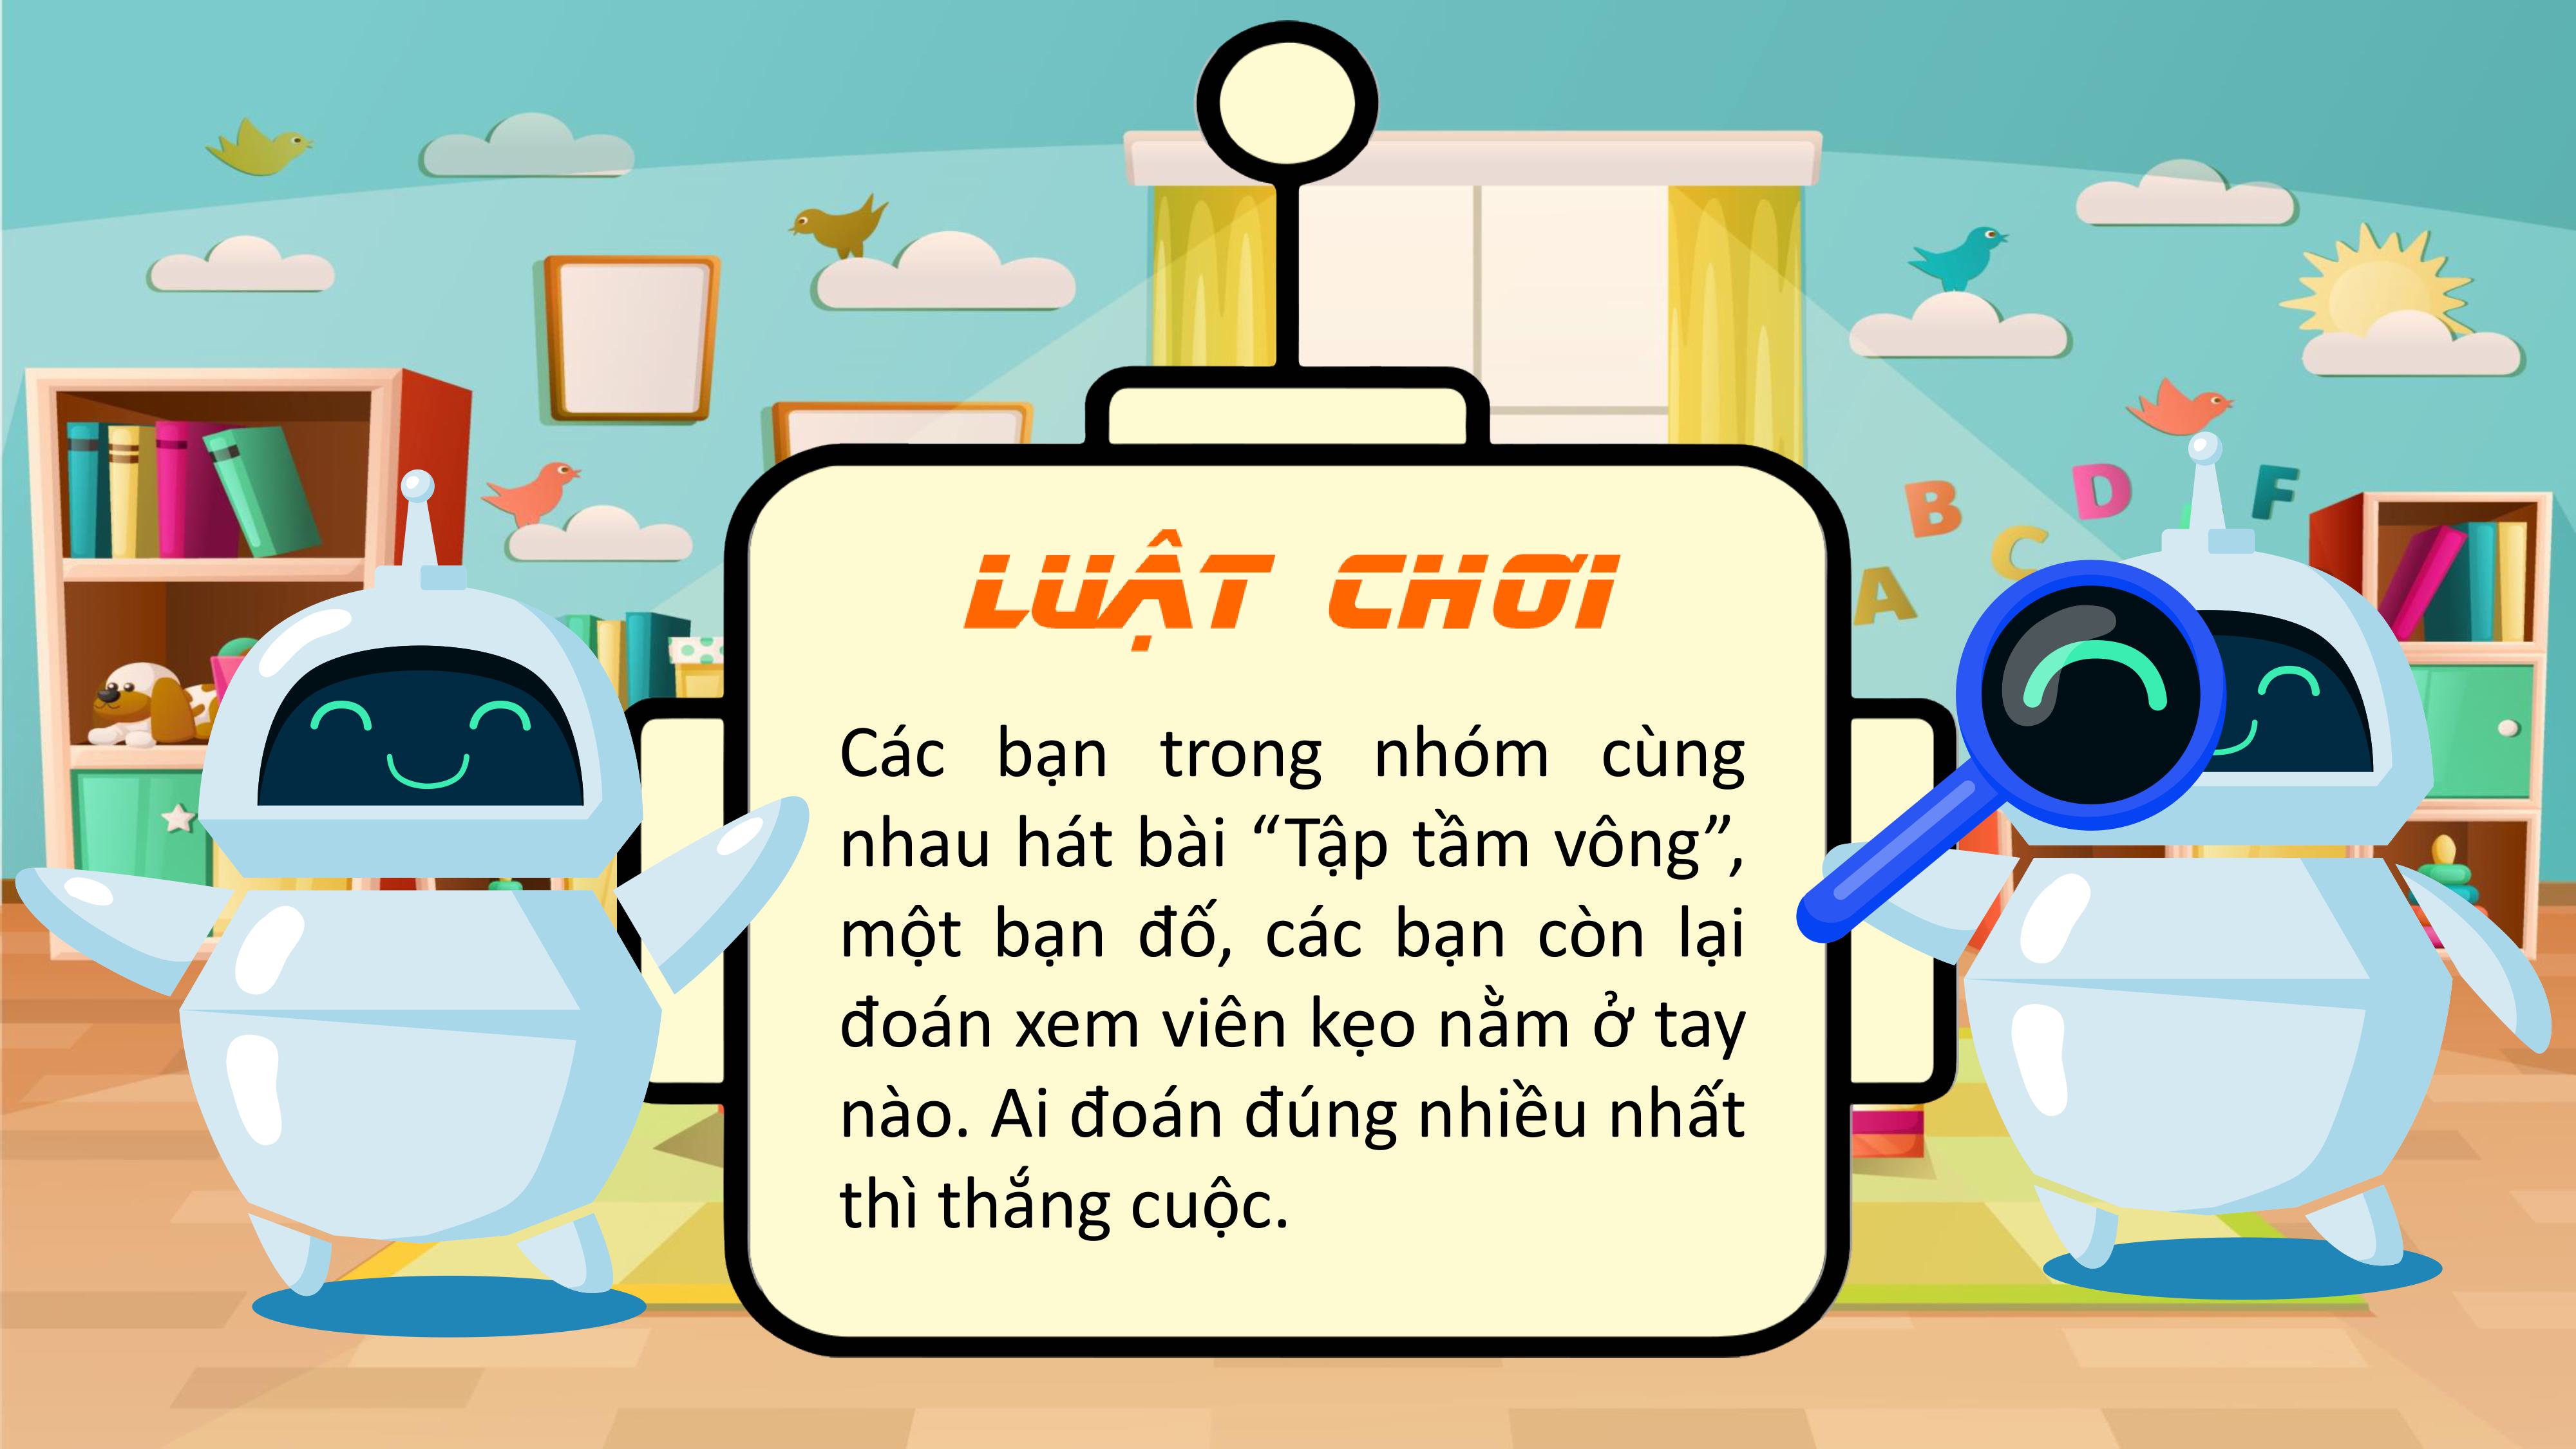 LUẬT CHƠI
Các bạn trong nhóm cùng
nhau hát bài “Tập tầm vông”,
một bạn đố, các bạn còn lại
đoán xem viên kẹo nằm ở tay
nào. Ai đoán đúng nhiều nhất
thì thắng cuộc.
A B C D F